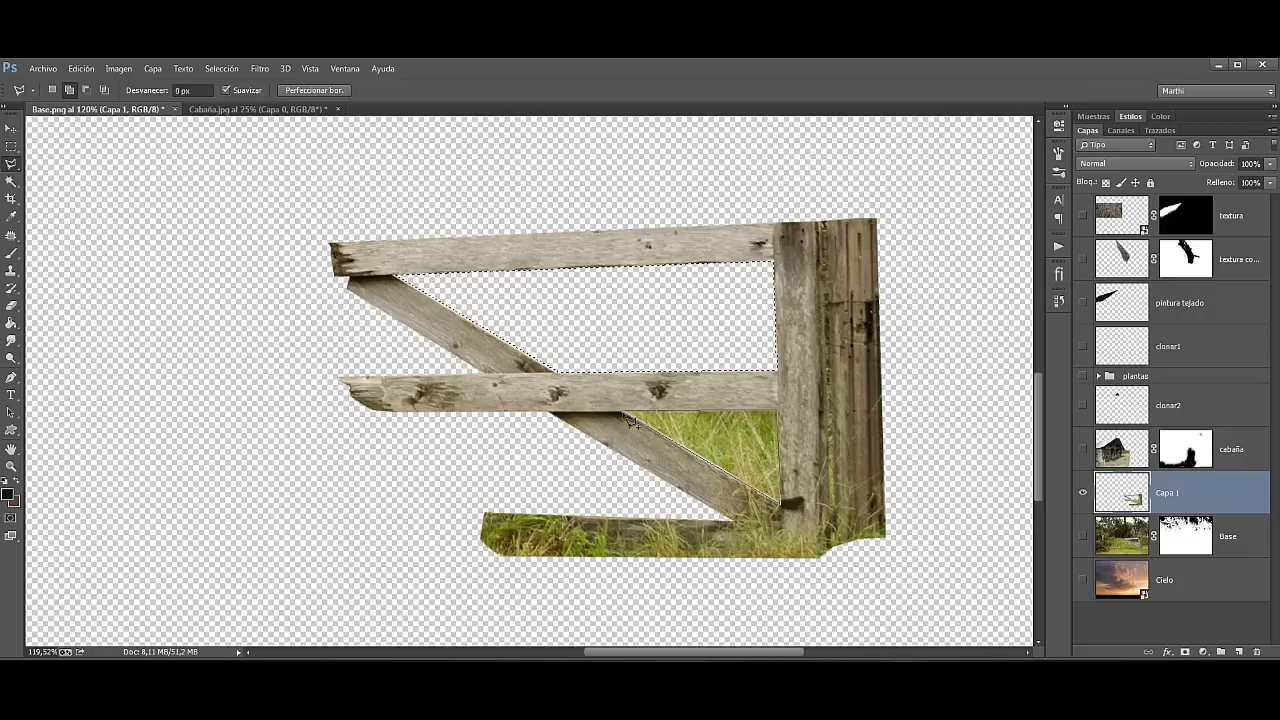 Ps Archivo Edición Imagen Capa Texto Selección Filtro 3D Vista Ventana Ayuda
Desvanecer: 0 px Suavizar Perfeccionar bor. Marthi
Base.png al 120% (Capa 1, RGB/8) * × Cabaña.jpg al 25% (Capa 0, RGB/8*) * ×
Muestras Estilos Color
Capas Canales Trazados
Tipo
Normal Opacidad: 100%
Bloq.: Relleno: 100%
textura
textura co...
pintura tejado
clonar1
plantas
clonar2
cabaña
Capa 1
Base
Cielo
119,52% Doc: 8,11 MB/51,2 MB